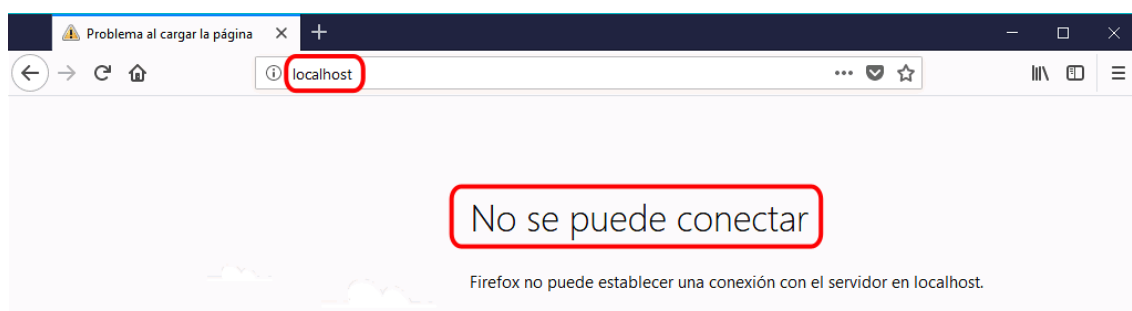 Problema al cargar la página
localhost
No se puede conectar
Firefox no puede establecer una conexión con el servidor en localhost.